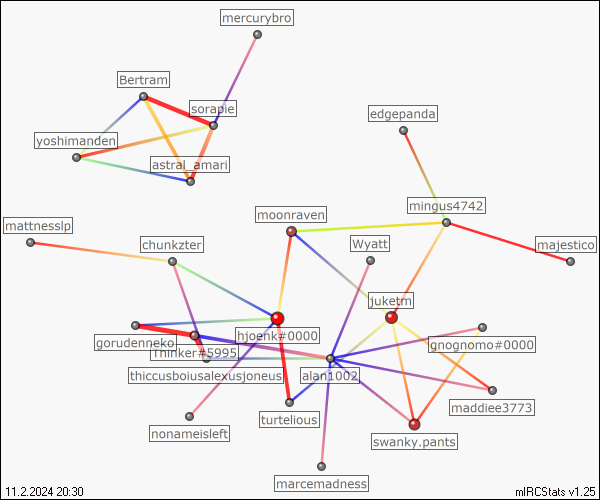 mercurybro
Bertram
sorapie
edgepanda
yoshimanden
astral_amari
mingus4742
moonraven
mattnesslp
chunkzter
Wyatt
majestico
juketm
hjoenk#0000
gorudenneko
gnognomo#0000
Thinker#5995
thiccusboiusalexusjoneus
alan1002
maddiee3773
turtelious
nonameisleft
swanky.pants
marcemadness
11.2.2024 20:30
mIRCStats v1.25